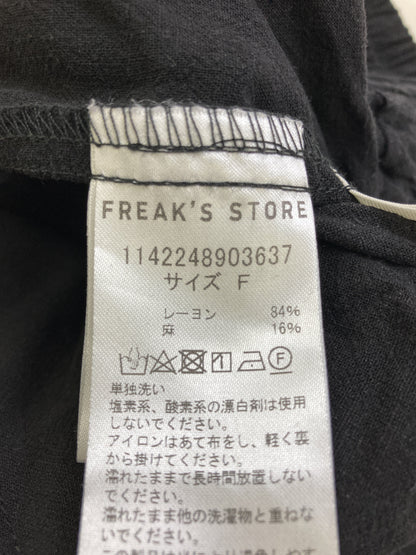 FREAK'S STORE
1142248903637
サイズ F
レーヨン 84%
麻 16%
F
単独洗い
塩素系、酸素系の漂白剤は使用
しないでください。
アイロンはあて布をし、軽く裏
から掛けてください。
濡れたままで長時間放置しない
でください。
濡れたまま他の洗濯物と重ねな
いでください。